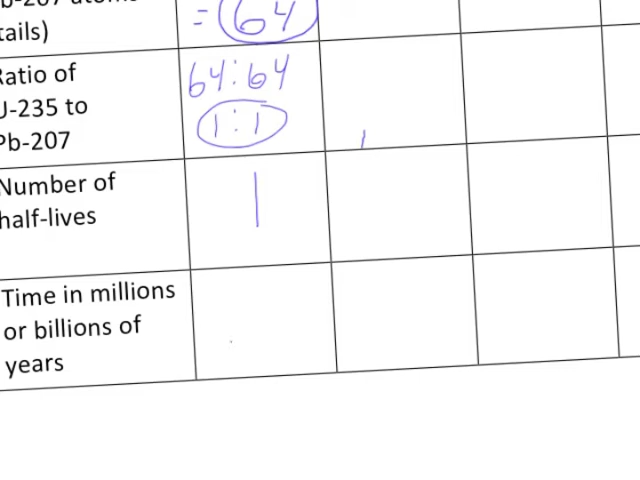 tails)
= 64
Ratio of
U-235 to
Pb-207
64:64
1:1
Number of
half-lives
1
Time in millions
or billions of
years